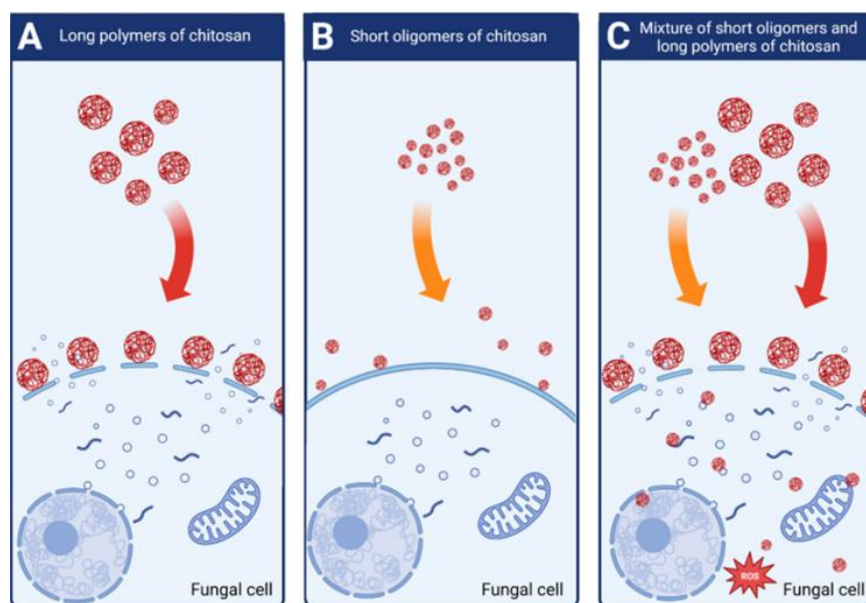 A Long polymers of chitosan
B Short oligomers of chitosan
C Mixture of short oligomers and
long polymers of chitosan
Fungal cell
Fungal cell
ROS
Fungal cell